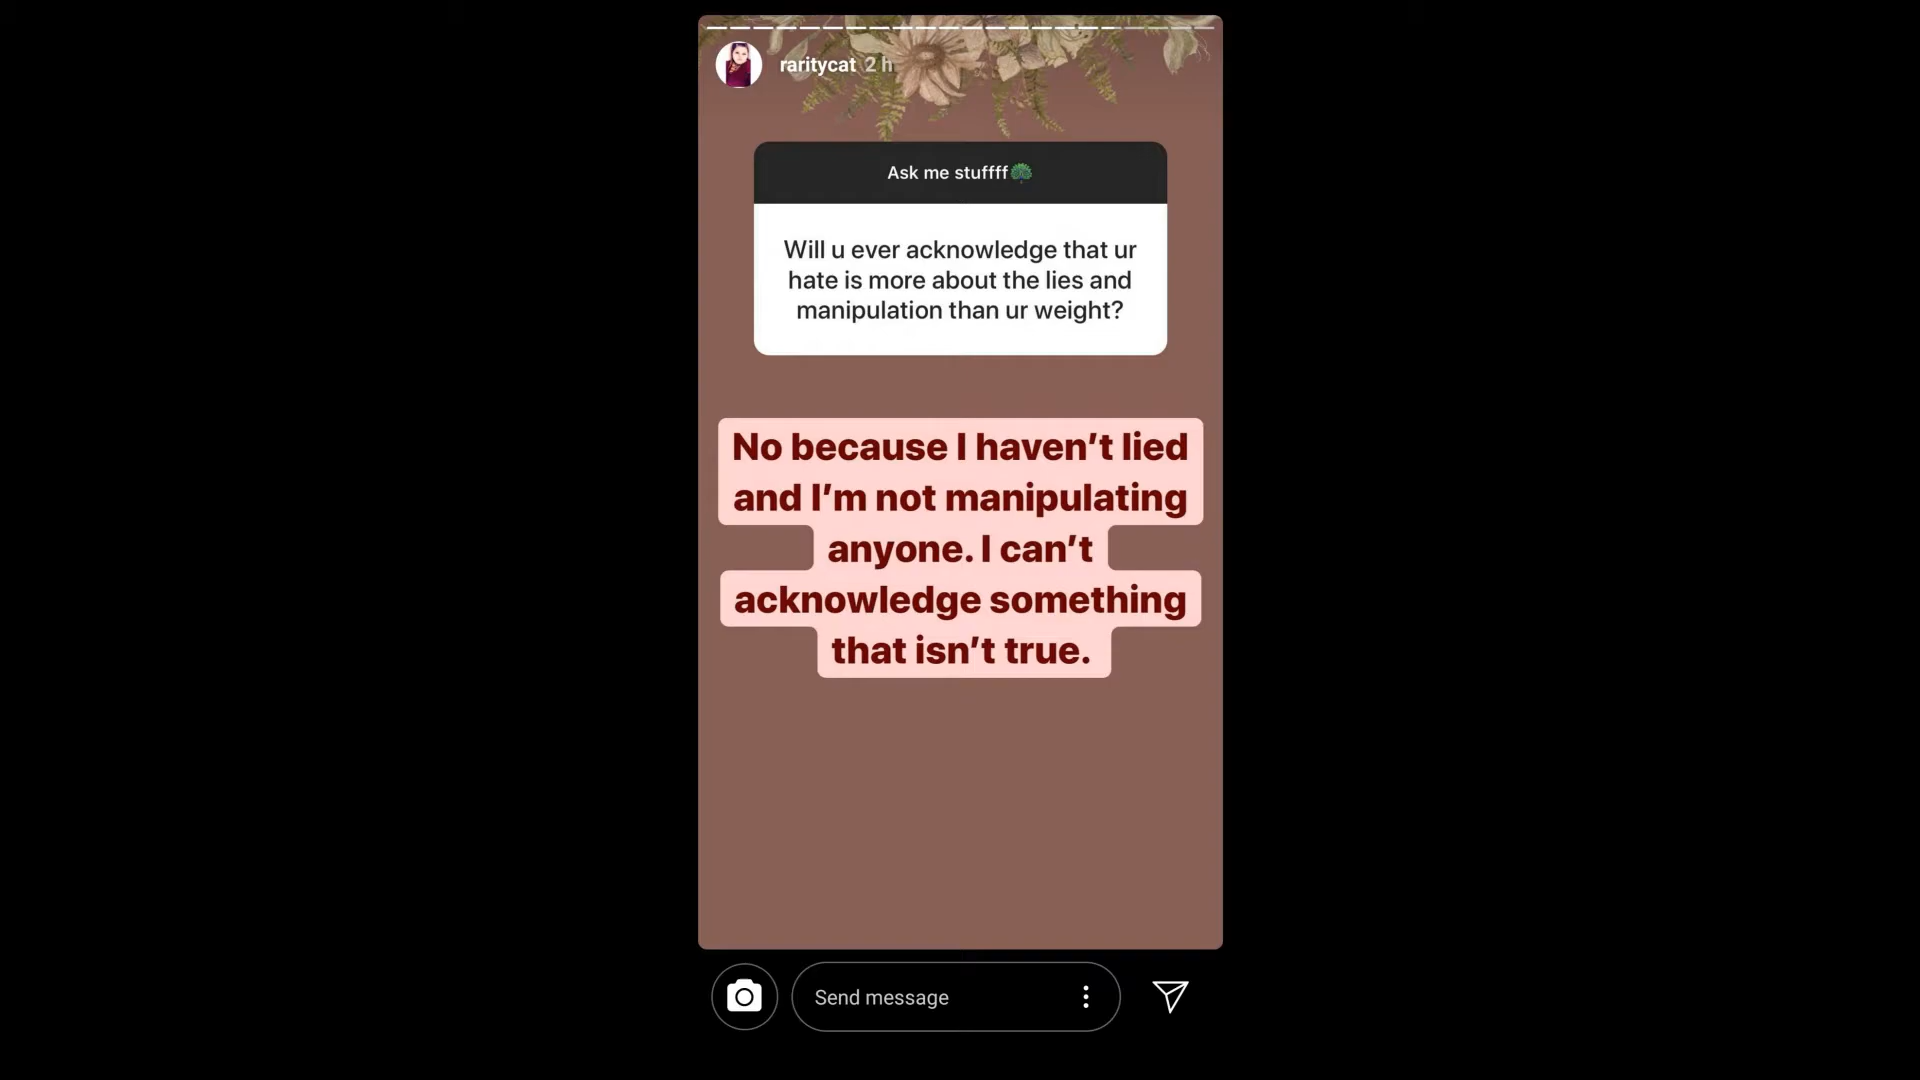 raritycat 2 h
Ask me stuffff🦚
Will u ever acknowledge that ur
hate is more about the lies and
manipulation than ur weight?
No because I haven’t lied
and I’m not manipulating
anyone. I can’t
acknowledge something
that isn’t true.
Send message